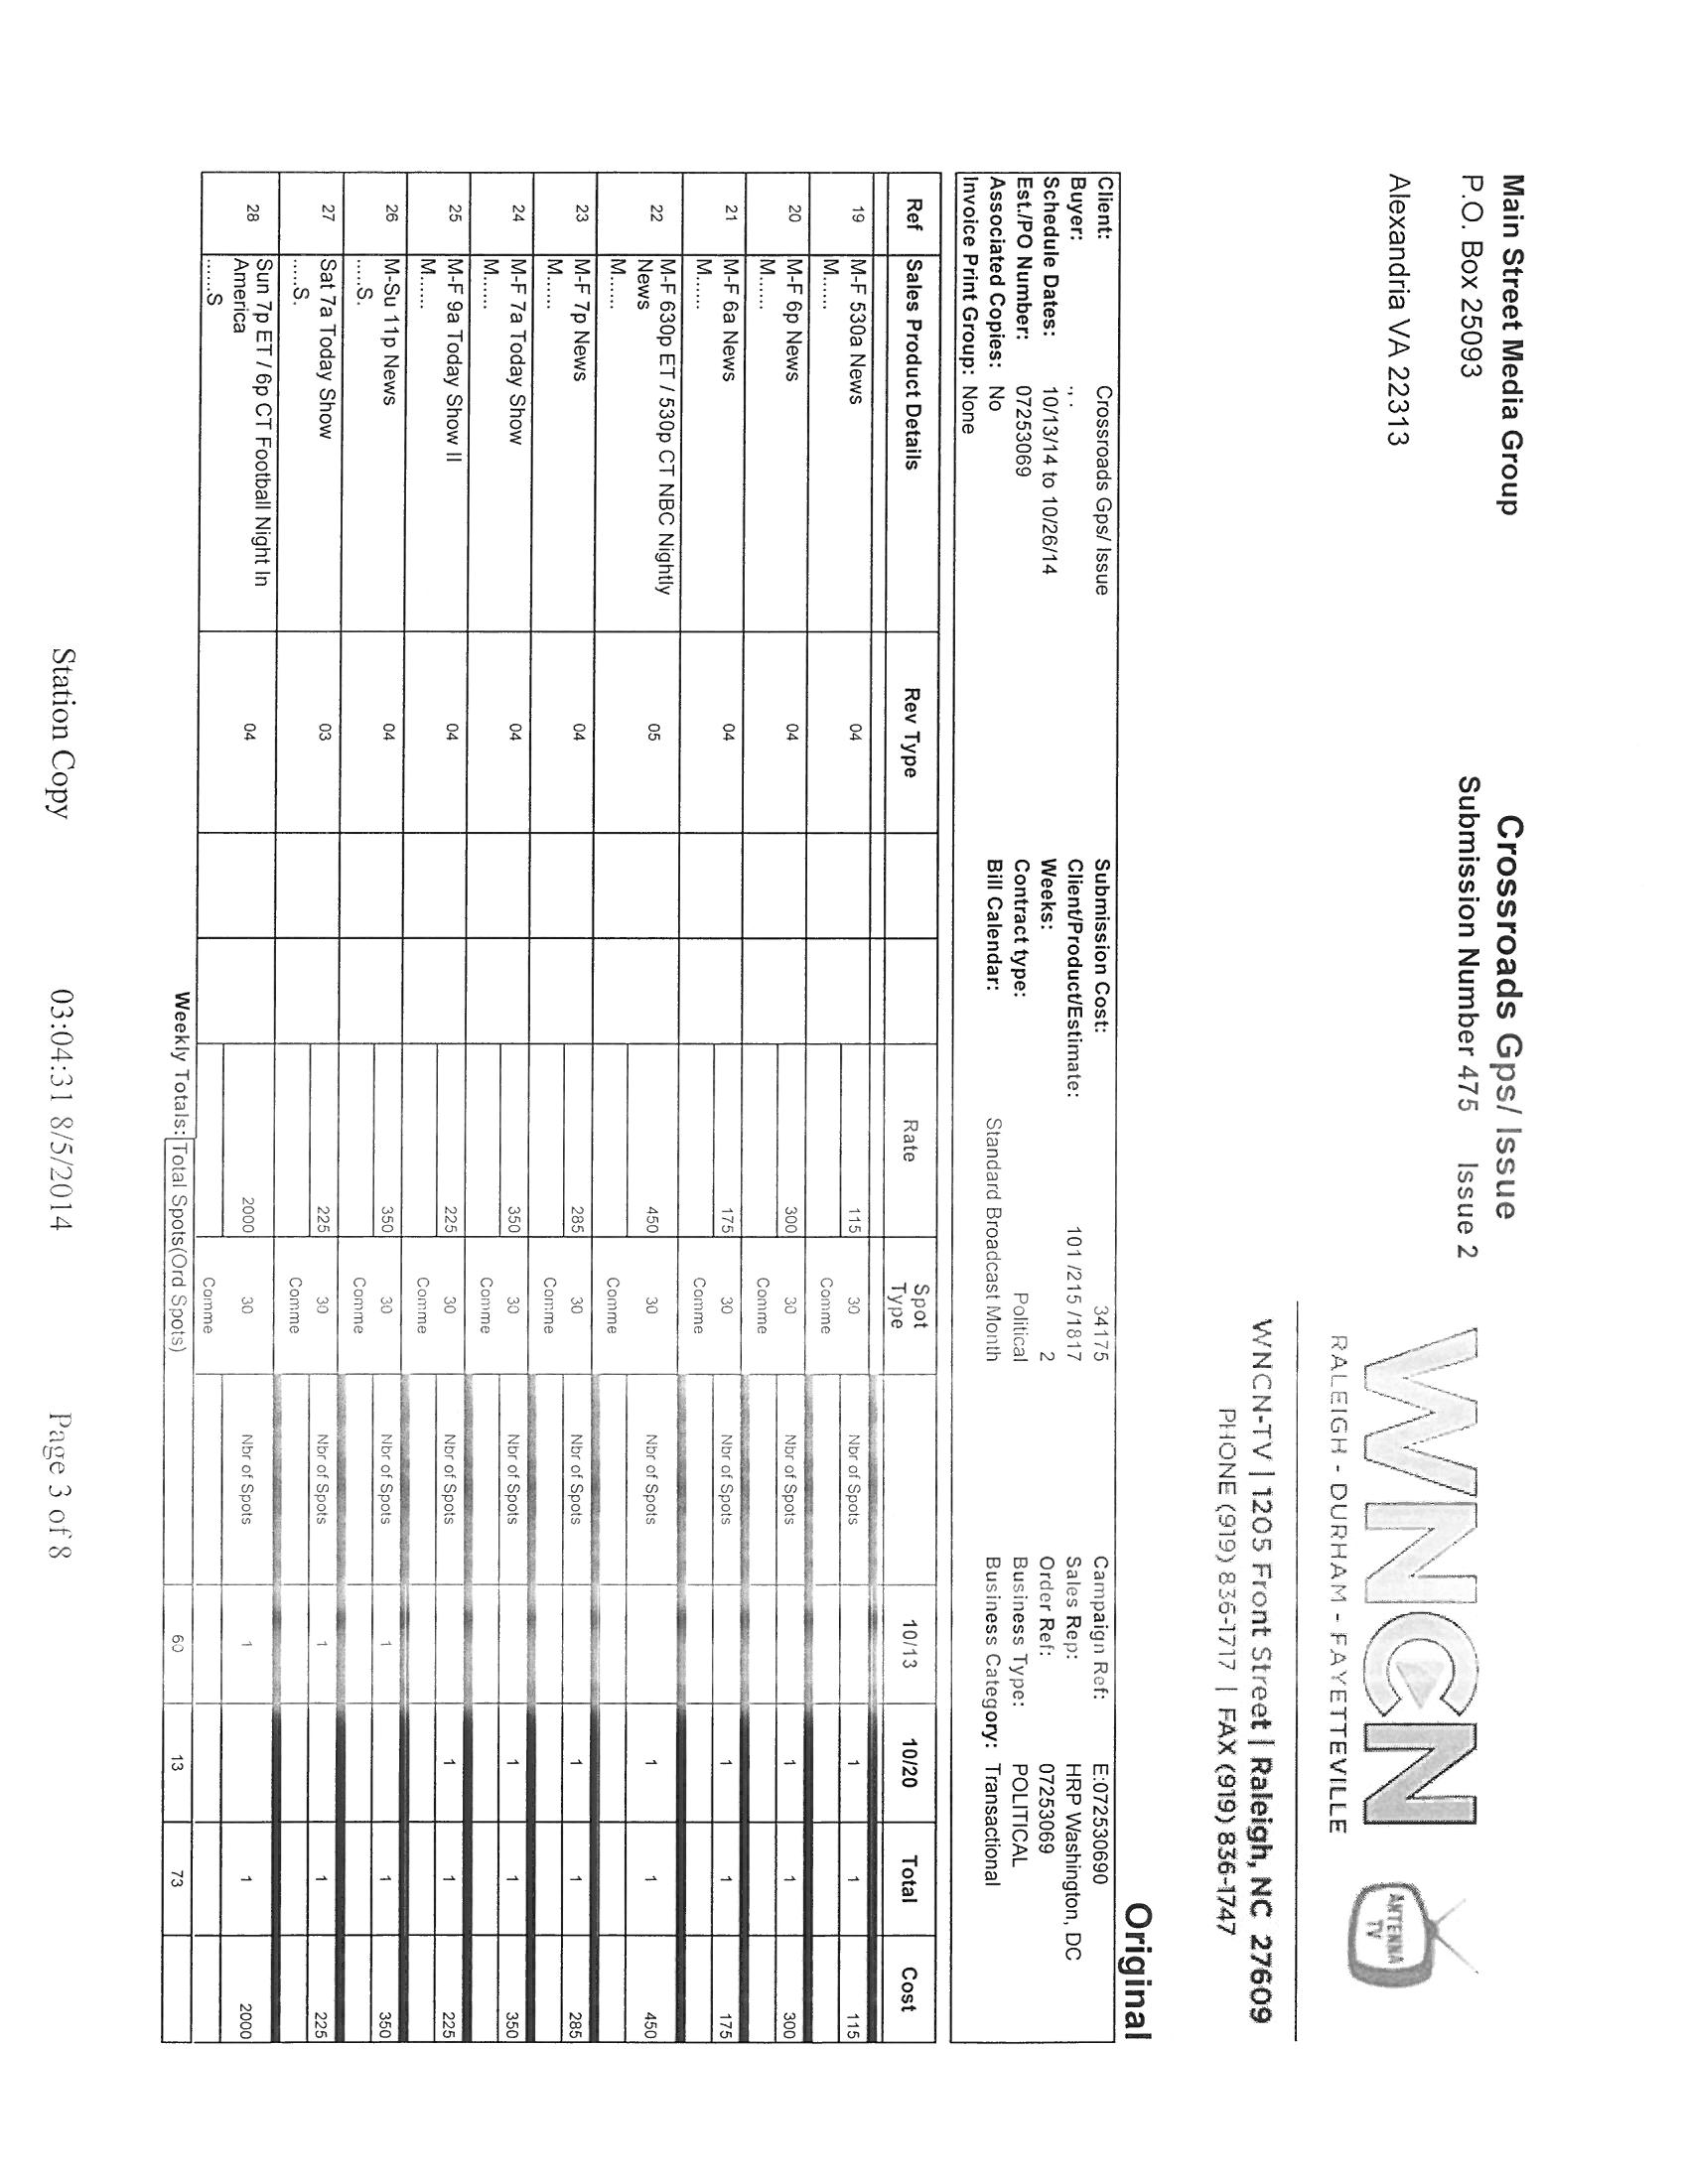 Main Street Media Group
P.O. Box 25093
Alexandria VA 22313
Crossroads Gps/ Issue
Submission Number 475 Issue 2
WNCN
RALEIGH - DURHAM - FAYETTEVILLE
ANTENNA
TV
WNCN-TV | 1205 Front Street | Raleigh, NC 27609
PHONE (919) 836-1717 | FAX (919) 836-1747
Original
Client: Crossroads Gps/ Issue Submission Cost: 34175 Campaign Ref: E:072530690
Buyer: , . Client/Product/Estimate: 101 /215 /1817 Sales Rep: HRP Washington, DC
Schedule Dates: 10/13/14 to 10/26/14 Weeks: 2 Order Ref: 07253069
Est./PO Number: 07253069 Contract type: Political Business Type: POLITICAL
Associated Copies: No Bill Calendar: Standard Broadcast Month Business Category: Transactional
Invoice Print Group: None
Ref Sales Product Details Rev Type Rate Spot Type 10/13 10/20 Total Cost
19 M-F 530a News 04 115 30 Nbr of Spots 1 1 115
M...... Comme
20 M-F 6p News 04 300 30 Nbr of Spots 1 1 300
M...... Comme
21 M-F 6a News 04 175 30 Nbr of Spots 1 1 175
M...... Comme
22 M-F 630p ET / 530p CT NBC Nightly 05 450 30 Nbr of Spots 1 1 450
News
M...... Comme
23 M-F 7p News 04 285 30 Nbr of Spots 1 1 285
M...... Comme
24 M-F 7a Today Show 04 350 30 Nbr of Spots 1 1 350
M...... Comme
25 M-F 9a Today Show II 04 225 30 Nbr of Spots 1 1 225
M...... Comme
26 M-Su 11p News 04 350 30 Nbr of Spots 1 1 350
.....S. Comme
27 Sat 7a Today Show 03 225 30 Nbr of Spots 1 1 225
.....S. Comme
28 Sun 7p ET / 6p CT Football Night In 04 2000 30 Nbr of Spots 1 1 2000
America
......S Comme
Weekly Totals: Total Spots(Ord Spots) 60 13 73
Station Copy 03:04:31 8/5/2014 Page 3 of 8